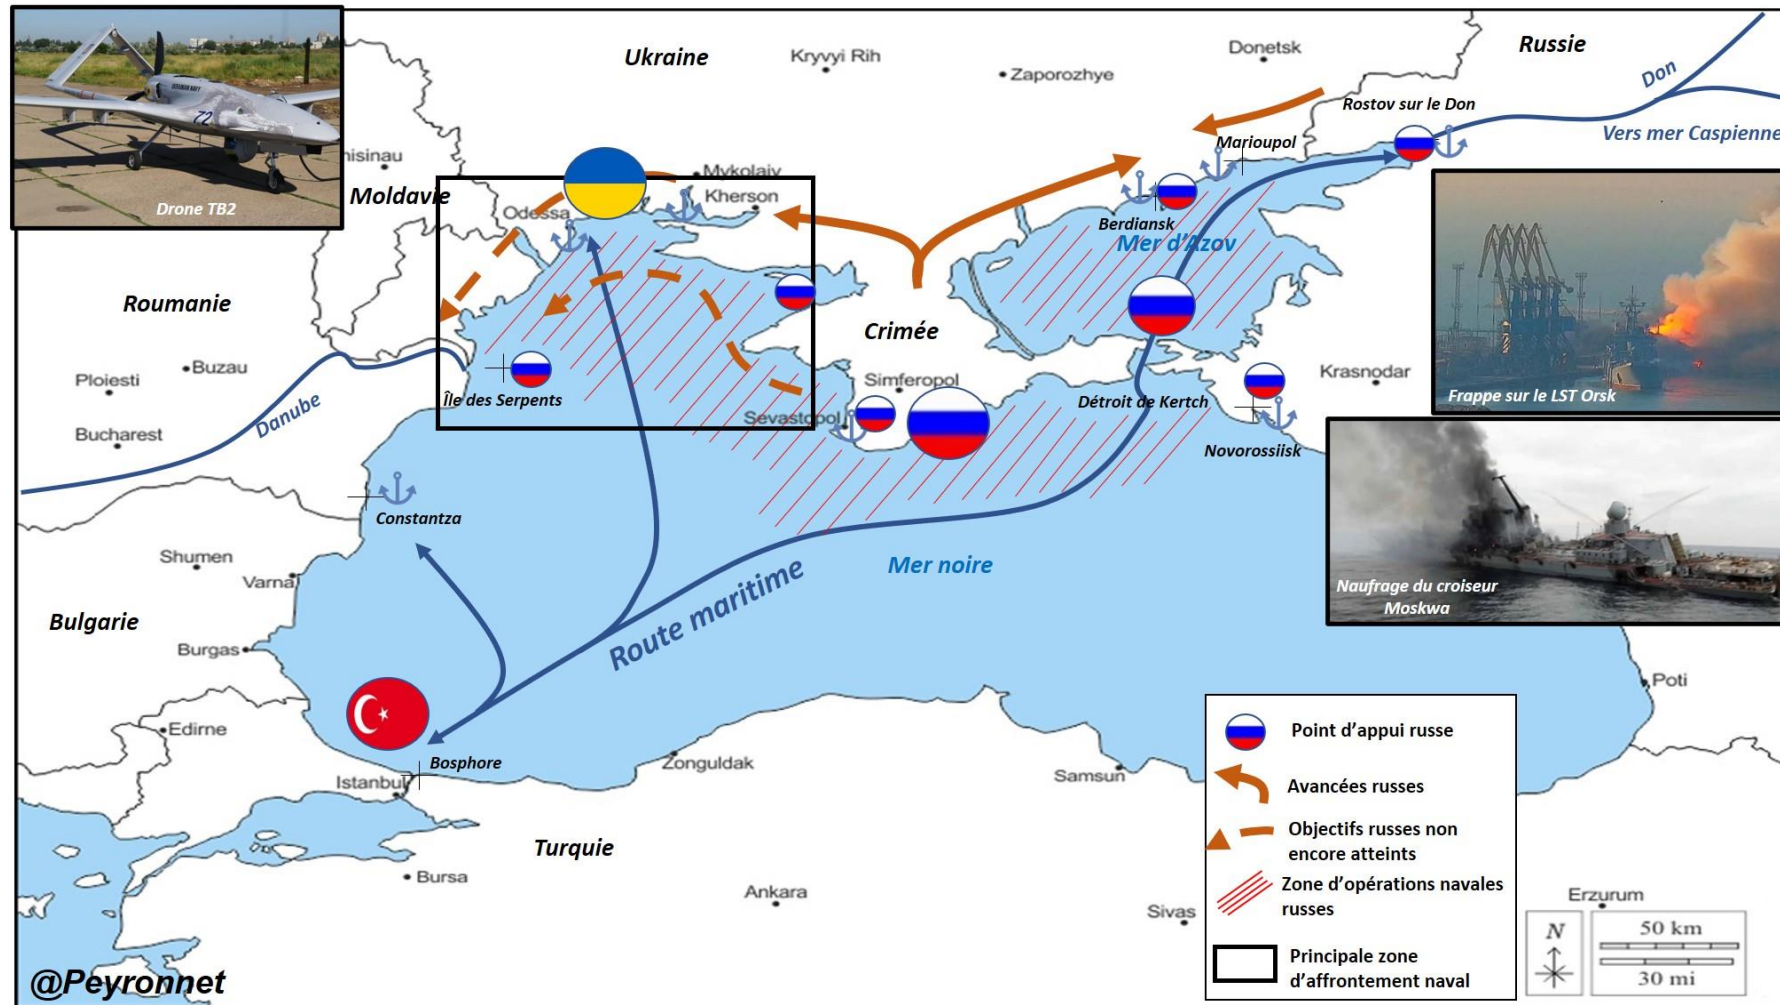 Ukraine
Kryvyi Rih
Donetsk
Russie
Zaporozhye
Don
Rostov sur le Don
Marioupol
Vers mer Caspienne
UKRAINIAN NAVY
72
Drone TB2
hisinau
Moldavie
Mykolaiv
Kherson
Odessa
Berdiansk
Mer d'Azov
Roumanie
Crimée
Buzau
Ploiesti
Simferopol
Krasnodar
Île des Serpents
Détroit de Kertch
Frappe sur le LST Orsk
Danube
Sevastopol
Bucharest
Novorossiisk
Constantza
Shumen
Mer noire
Varna
Route maritime
Naufrage du croiseur
Moskwa
Bulgarie
Burgas
Poti
Edirne
Bosphore
Zonguldak
Istanbul
Samsun
Turquie
Bursa
Ankara
Sivas
Erzurum
Point d'appui russe
Avancées russes
Objectifs russes non
encore atteints
Zone d'opérations navales
russes
Principale zone
d'affrontement naval
N
50 km
30 mi
@Peyronnet